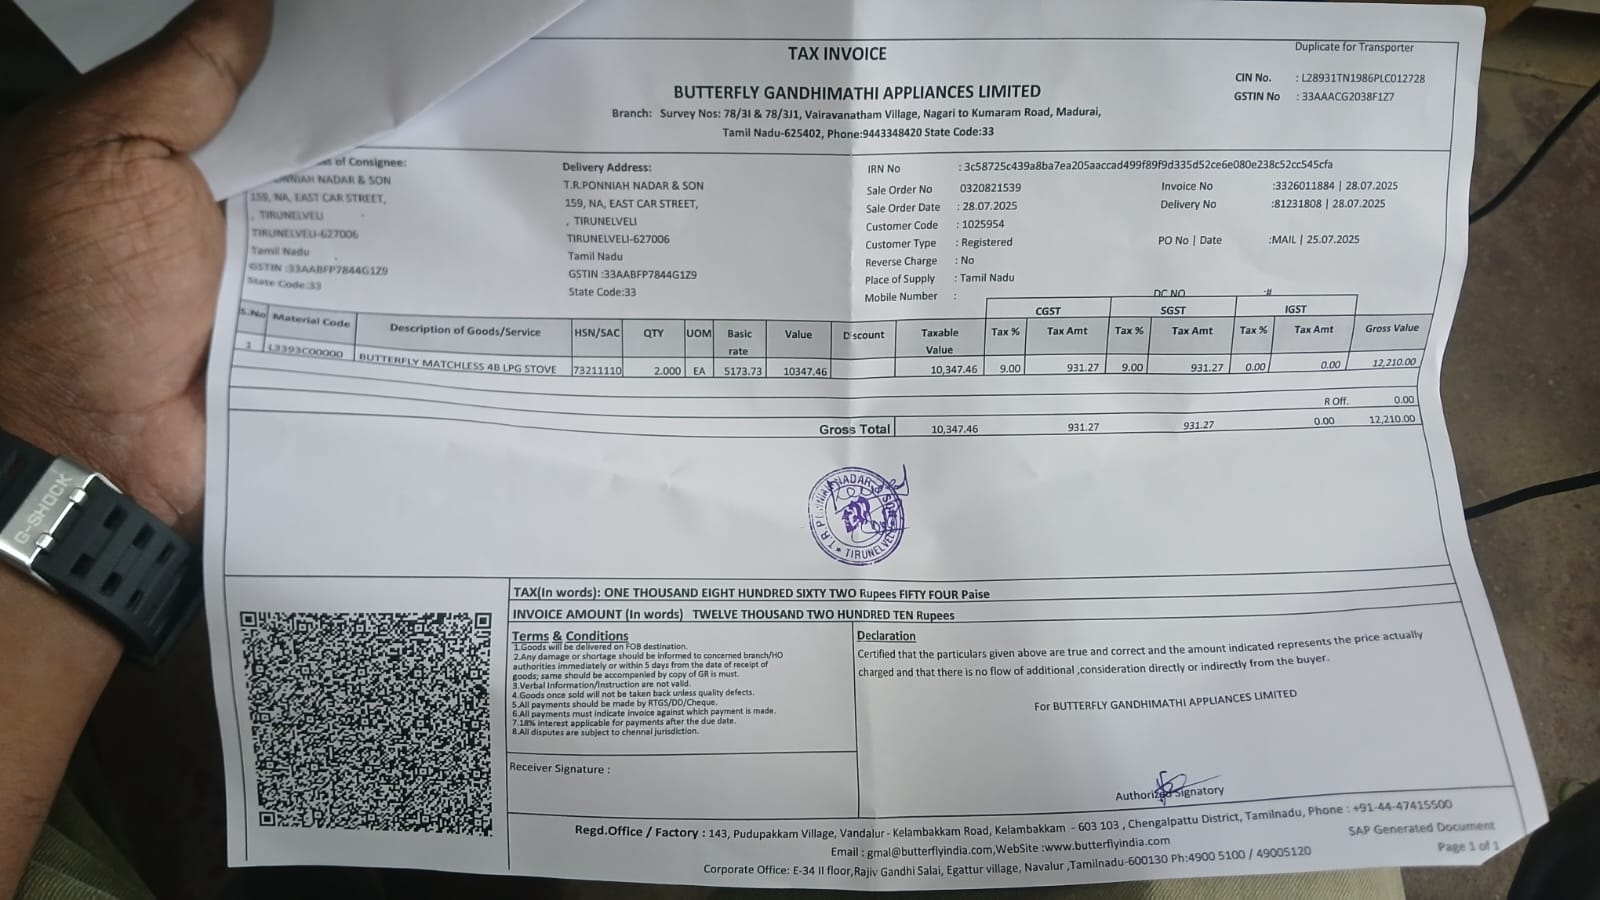 Duplicate for Transporter
TAX INVOICE
CIN No. : L28931TN1986PLC012728
BUTTERFLY GANDHIMATHI APPLIANCES LIMITED
GSTIN No : 33AAACG2038F1Z7
Branch: Survey Nos: 78/3I & 78/3J1, Vairavanatham Village, Nagari to Kumaram Road, Madurai,
Tamil Nadu-625402, Phone:9443348420 State Code:33
of Consignee:
NADAR & SON
159, NA, EAST CAR STREET,
, TIRUNELVELI
TIRUNELVELI-627006
Tamil Nadu
GSTIN :33AABFP7844G1Z9
State Code:33
Delivery Address:
T.R.PONNIAH NADAR & SON
159, NA, EAST CAR STREET,
, TIRUNELVELI
TIRUNELVELI-627006
Tamil Nadu
GSTIN :33AABFP7844G1Z9
State Code:33
IRN No : 3c58725c439a8ba7ea205aaccad499f89f9d335d52ce6e080e238c52cc545cfa
Sale Order No 0320821539
Sale Order Date : 28.07.2025
Customer Code : 1025954
Customer Type : Registered
Reverse Charge : No
Place of Supply : Tamil Nadu
Mobile Number :
Invoice No :3326011884 | 28.07.2025
Delivery No :81231808 | 28.07.2025
PO No | Date :MAIL | 25.07.2025
DC NO :#
CGST SGST IGST
S.No Material Code Description of Goods/Service HSN/SAC QTY UOM Basic rate Value Discount Taxable Value Tax % Tax Amt Tax % Tax Amt Tax % Tax Amt Gross Value
1 L3393C00000 BUTTERFLY MATCHLESS 4B LPG STOVE 73211110 2.000 EA 5173.73 10347.46 10,347.46 9.00 931.27 9.00 931.27 0.00 0.00 12,210.00
R Off. 0.00
Gross Total 10,347.46 931.27 931.27 0.00 12,210.00
T.R.PONNIAH NADAR & SON
TIRUNELVELI
TAX(In words): ONE THOUSAND EIGHT HUNDRED SIXTY TWO Rupees FIFTY FOUR Paise
INVOICE AMOUNT (In words) TWELVE THOUSAND TWO HUNDRED TEN Rupees
Terms & Conditions
1.Goods will be delivered on FOB destination.
2.Any damage or shortage should be informed to concerned branch/HO
authorities immediately or within 5 days from the date of receipt of
goods; same should be accompanied by copy of GR is must.
3.Verbal Information/Instruction are not valid.
4.Goods once sold will not be taken back unless quality defects.
5.All payments should be made by RTGS/DD/Cheque.
6.All payments must indicate invoice against which payment is made.
7.18% interest applicable for payments after the due date.
8.All disputes are subject to chennai jurisdiction.
Receiver Signature :
Declaration
Certified that the particulars given above are true and correct and the amount indicated represents the price actually
charged and that there is no flow of additional ,consideration directly or indirectly from the buyer.
For BUTTERFLY GANDHIMATHI APPLIANCES LIMITED
Authorized Signatory
Regd.Office / Factory : 143, Pudupakkam Village, Vandalur - Kelambakkam Road, Kelambakkam - 603 103 , Chengalpattu District, Tamilnadu, Phone : +91-44-47415500
Email : gmal@butterflyindia.com,WebSite :www.butterflyindia.com
SAP Generated Document
Corporate Office: E-34 II floor,Rajiv Gandhi Salai, Egattur village, Navalur ,Tamilnadu-600130 Ph:4900 5100 / 49005120
Page 1 of 1
G-SHOCK